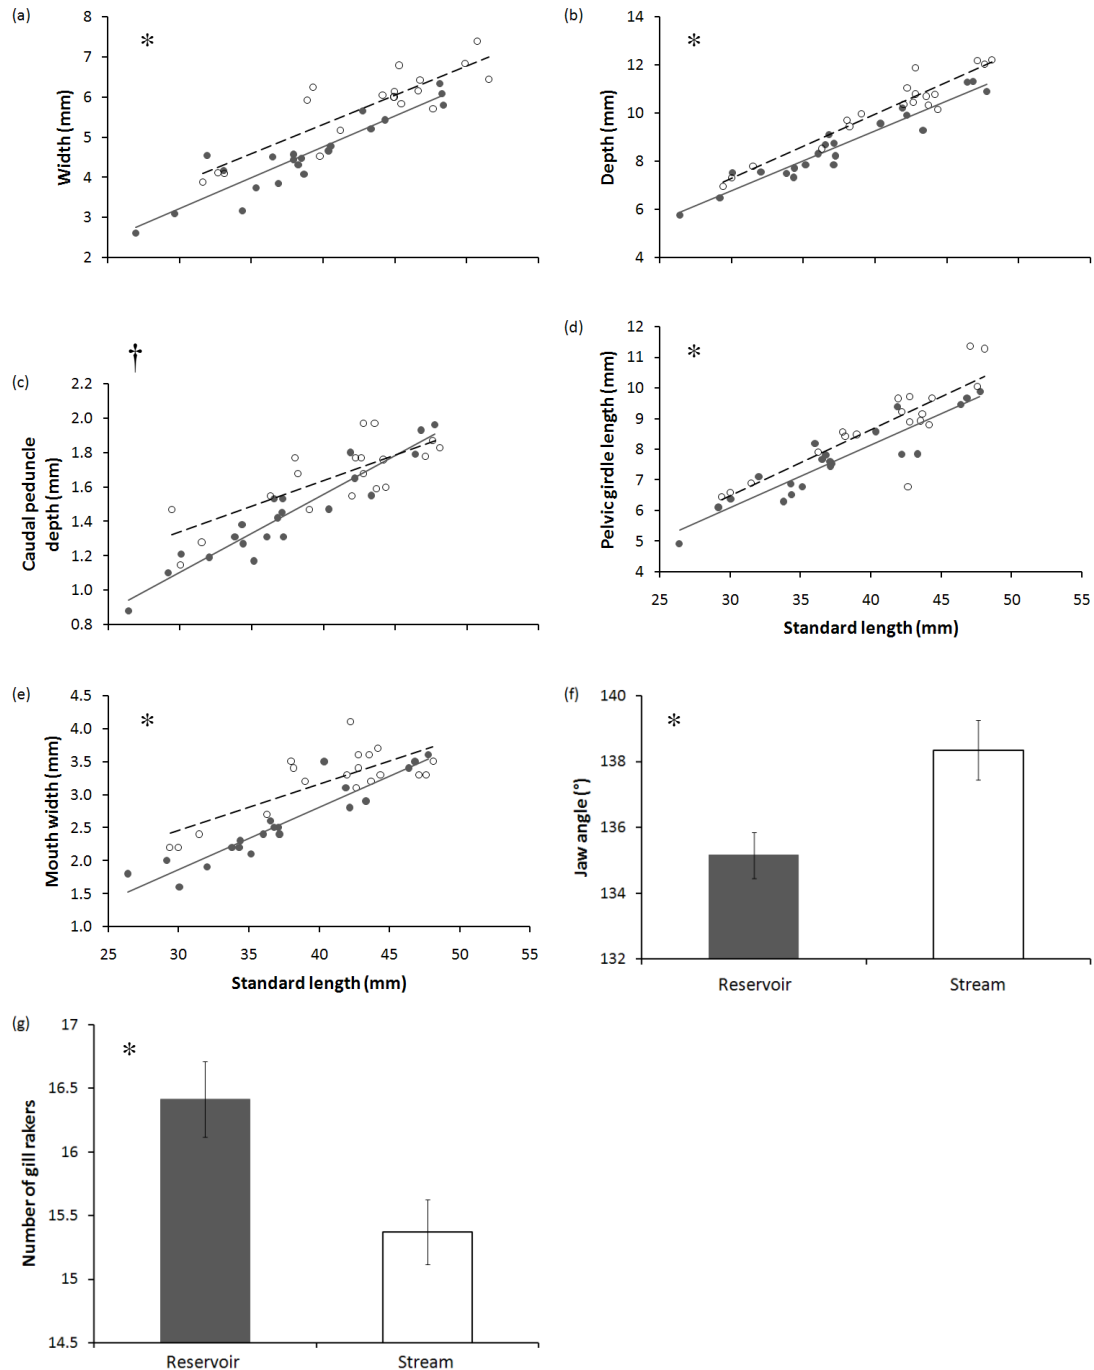 (a)
8
7
6
5
4
3
2
Width (mm)
*
(b)
14
12
10
8
6
4
Depth (mm)
*
(c)
2.2
2.0
1.8
1.6
1.4
1.2
1.0
0.8
Caudal peduncle
depth (mm)
†
(d)
12
11
10
9
8
7
6
5
4
Pelvic girdle length (mm)
*
25 30 35 40 45 50 55
Standard length (mm)
(e)
4.5
4.0
3.5
3.0
2.5
2.0
1.5
1.0
Mouth width (mm)
*
25 30 35 40 45 50 55
Standard length (mm)
(f)
140
138
136
134
132
Jaw angle (°)
*
Reservoir Stream
(g)
17
16.5
16
15.5
15
14.5
Number of gill rakers
*
Reservoir Stream